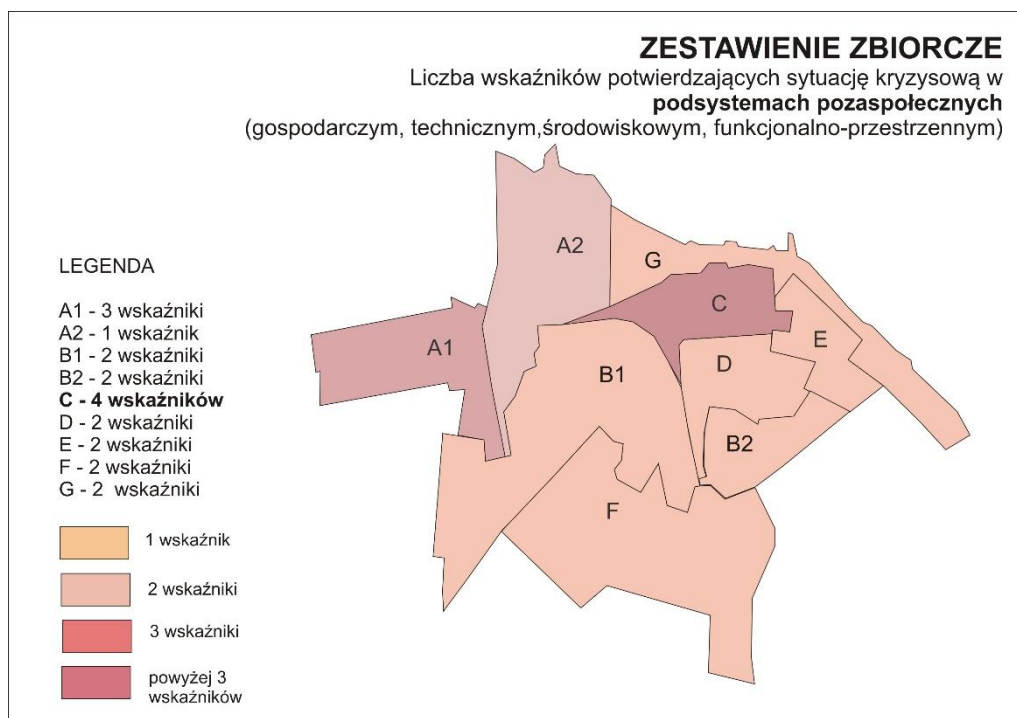 ZESTAWIENIE ZBIORCZE
Liczba wskaźników potwierdzających sytuację kryzysową w
podsystemach pozaspołecznych
(gospodarczym, technicznym,środowiskowym, funkcjonalno-przestrzennym)
A2
G
C
A1
E
D
B1
B2
F
LEGENDA
A1 - 3 wskaźniki
A2 - 1 wskaźnik
B1 - 2 wskaźniki
B2 - 2 wskaźniki
C - 4 wskaźników
D - 2 wskaźniki
E - 2 wskaźniki
F - 2 wskaźniki
G - 2 wskaźniki
1 wskaźnik
2 wskaźniki
3 wskaźniki
powyżej 3
wskaźników